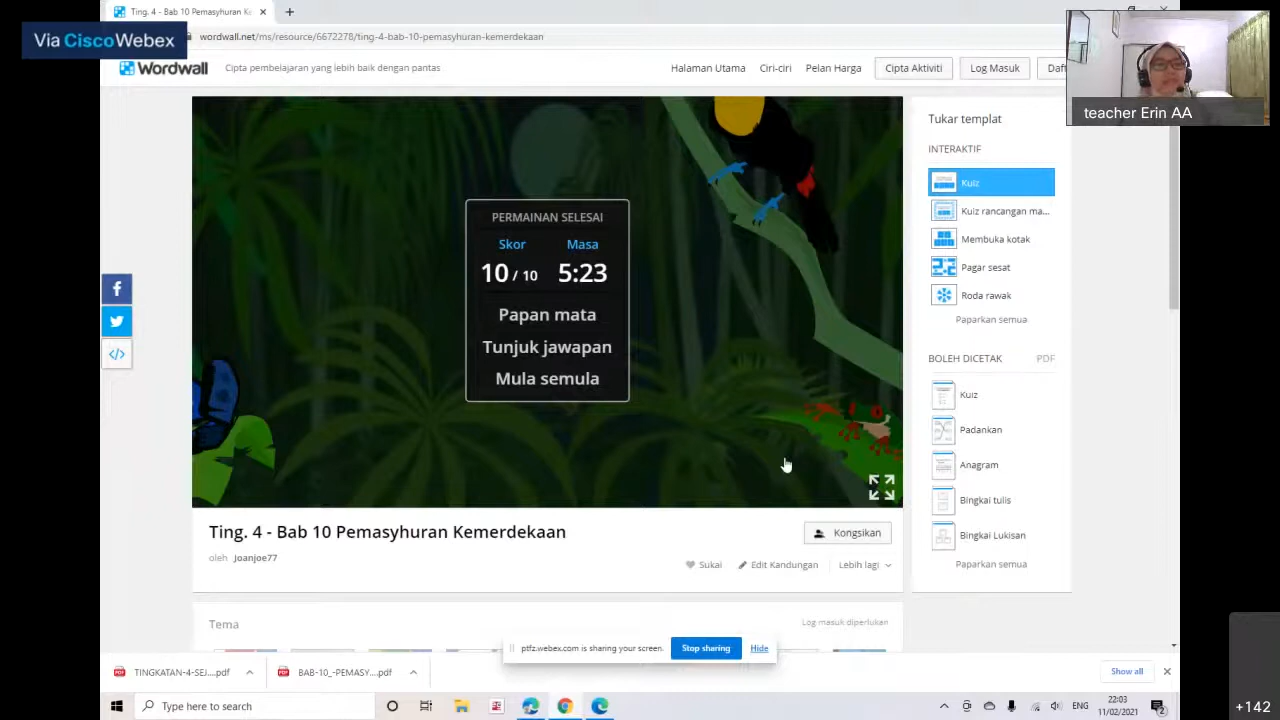 Ting. 4 - Bab 10 Pemasyhuran Ke
Via Cisco Webex
wordwall.net/ms/resource/6672278/ting-4-bab-10-pemasyhuran-kemerdekaan
Wordwall
Cipta pembelajaran yang lebih baik dengan pantas
Halaman Utama
Ciri-ciri
Pelan Harga
Cipta Aktiviti
Log Masuk
Daft
teacher Erin AA
PERMAINAN SELESAI
Skor Masa
10 / 10 5:23
Papan mata
Tunjuk jawapan
Mula semula
Tukar templat
INTERAKTIF
Kuiz
Kuiz rancangan ma...
Membuka kotak
Pagar sesat
Roda rawak
Paparkan semua
BOLEH DICETAK PDF
Kuiz
Padankan
Anagram
Bingkai tulis
Bingkai Lukisan
Paparkan semua
Ting. 4 - Bab 10 Pemasyhuran Kemerdekaan
Kongsikan
oleh Joanjoe77
Sukai
Edit Kandungan
Lebih lagi
Tema
Log masuk diperlukan
ptfz.webex.com is sharing your screen.
Stop sharing
Hide
TINGKATAN-4-SEJ....pdf
BAB-10_-PEMASY....pdf
Show all
Type here to search
ENG
22:03
11/02/2021
2
+142